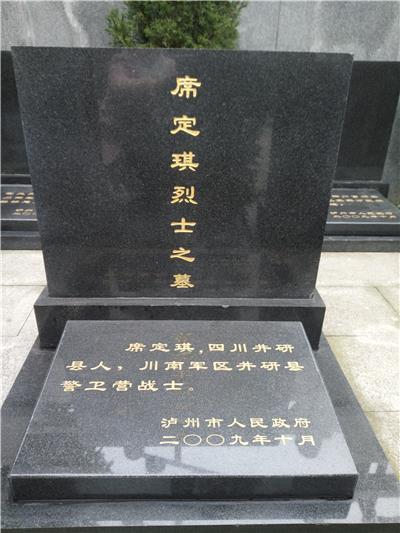 席定琪烈士之墓
席定琪,四川井研
县人,川南军区井研县
警卫营战士。
泸州市人民政府
二〇〇九年十月